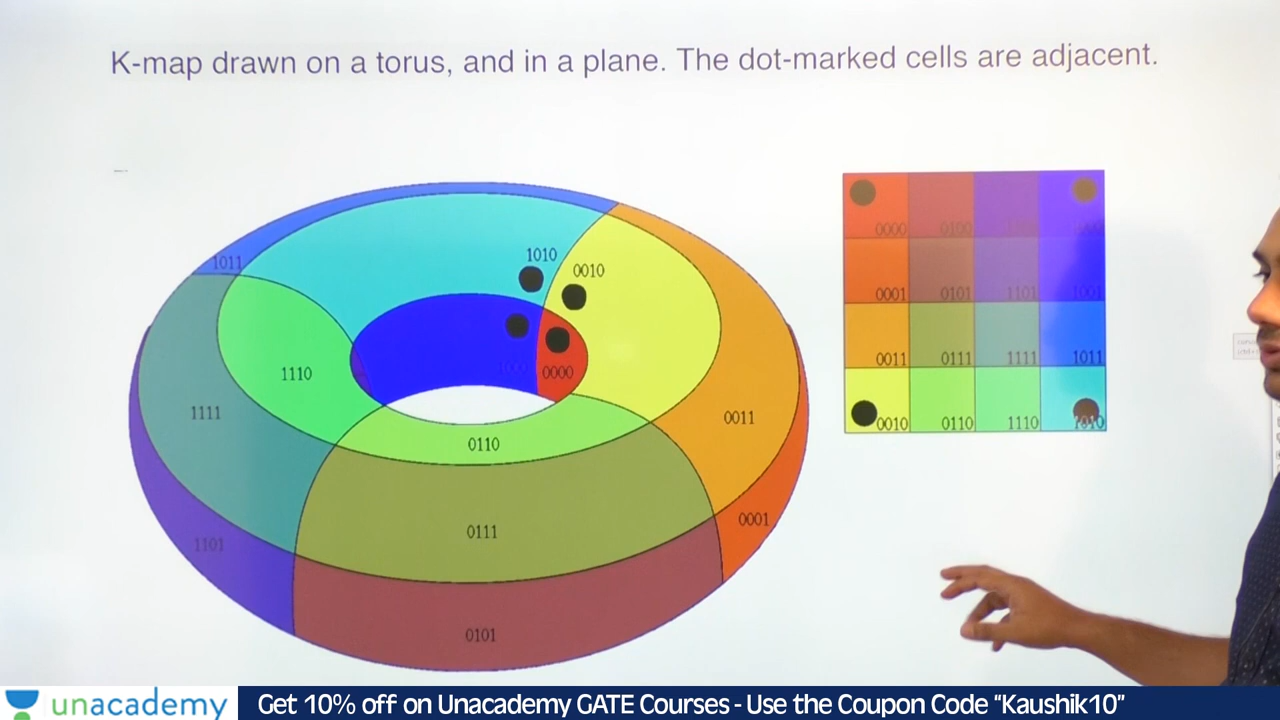 K-map drawn on a torus, and in a plane. The dot-marked cells are adjacent.
1011
1010
0010
1110
0000
1111
0011
0110
0111
0001
1101
0101
0000 0100
0001 0101 1101 1001
0011 0111 1111 1011
0010 0110 1110 1010
unacademy
Get 10% off on Unacademy GATE Courses - Use the Coupon Code “Kaushik10”